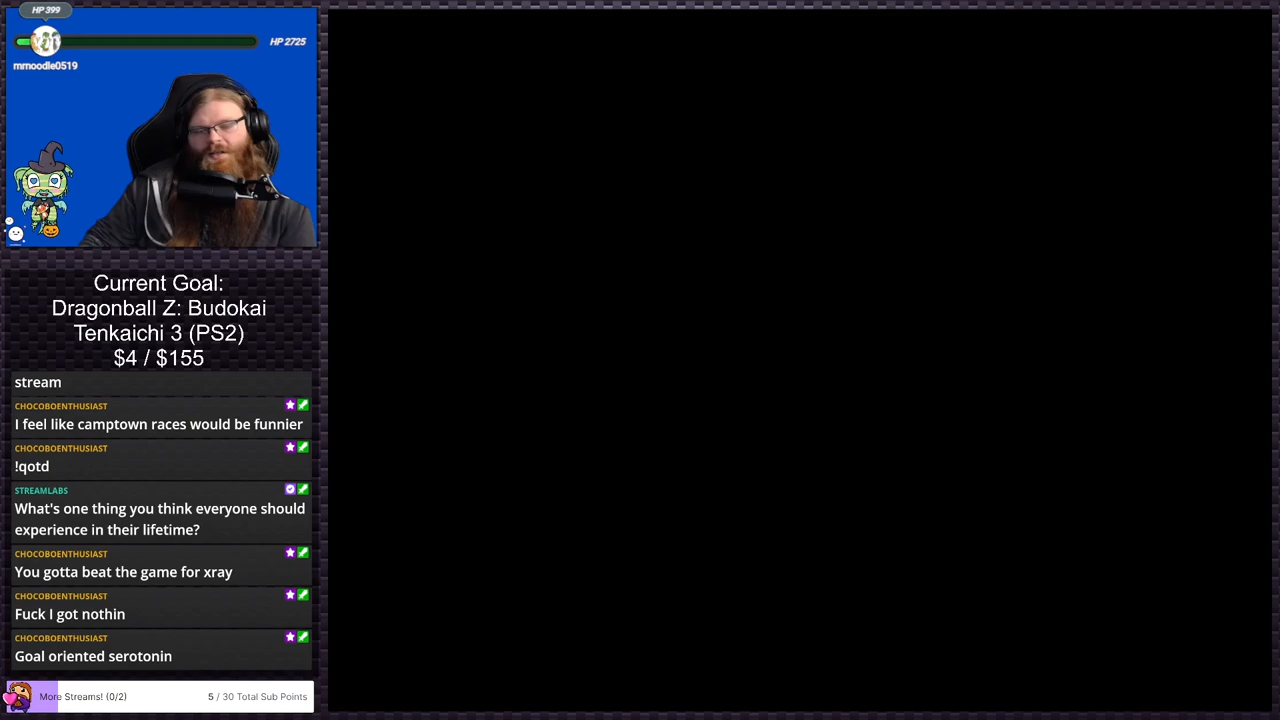 HP 399
HP 2725
mmoodle0519
Current Goal:
Dragonball Z: Budokai
Tenkaichi 3 (PS2)
$4 / $155
stream
CHOCOBOENTHUSIAST
I feel like camptown races would be funnier
CHOCOBOENTHUSIAST
!qotd
STREAMLABS
What's one thing you think everyone should
experience in their lifetime?
CHOCOBOENTHUSIAST
You gotta beat the game for xray
CHOCOBOENTHUSIAST
Fuck I got nothin
CHOCOBOENTHUSIAST
Goal oriented serotonin
More Streams! (0/2)
5 / 30 Total Sub Points